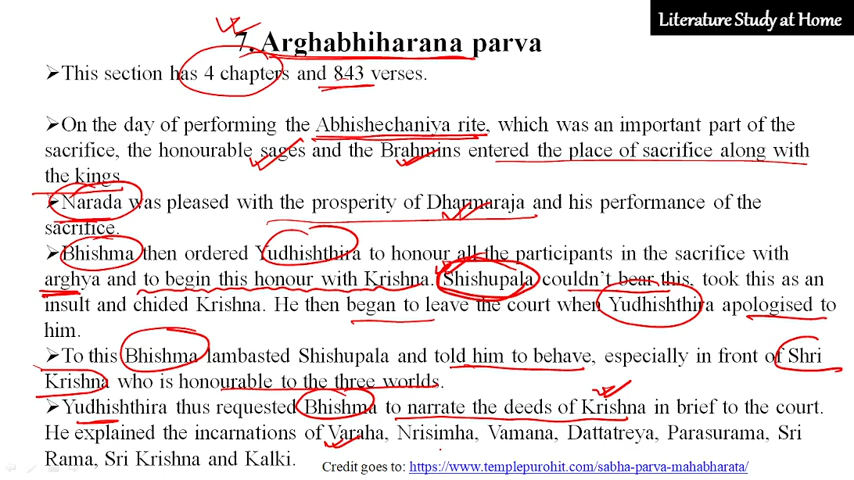 Literature Study at Home
7. Arghabhiharana parva
➢This section has 4 chapters and 843 verses.
➢On the day of performing the Abhishechaniya rite, which was an important part of the
sacrifice, the honourable sages and the Brahmins entered the place of sacrifice along with
the kings.
➢Narada was pleased with the prosperity of Dharmaraja and his performance of the
sacrifice.
➢Bhishma then ordered Yudhishthira to honour all the participants in the sacrifice with
arghya and to begin this honour with Krishna. Shishupala couldn`t bear this, took this as an
insult and chided Krishna. He then began to leave the court when Yudhishthira apologised to
him.
➢To this Bhishma lambasted Shishupala and told him to behave, especially in front of Shri
Krishna who is honourable to the three worlds.
➢Yudhishthira thus requested Bhishma to narrate the deeds of Krishna in brief to the court.
He explained the incarnations of Varaha, Nrisimha, Vamana, Dattatreya, Parasurama, Sri
Rama, Sri Krishna and Kalki.
Credit goes to: https://www.templepurohit.com/sabha-parva-mahabharata/